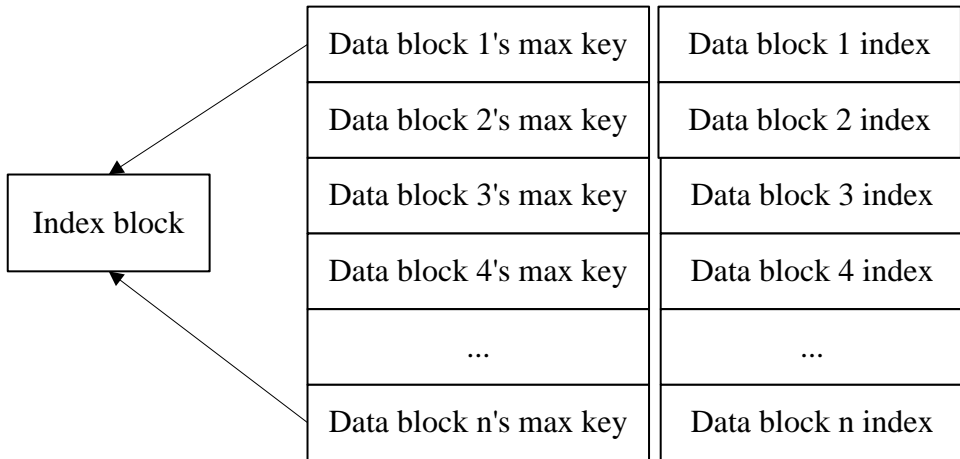 Data block 1's max key Data block 1 index
Data block 2's max key Data block 2 index
Data block 3's max key Data block 3 index
Index block
Data block 4's max key Data block 4 index
... ...
Data block n's max key Data block n index